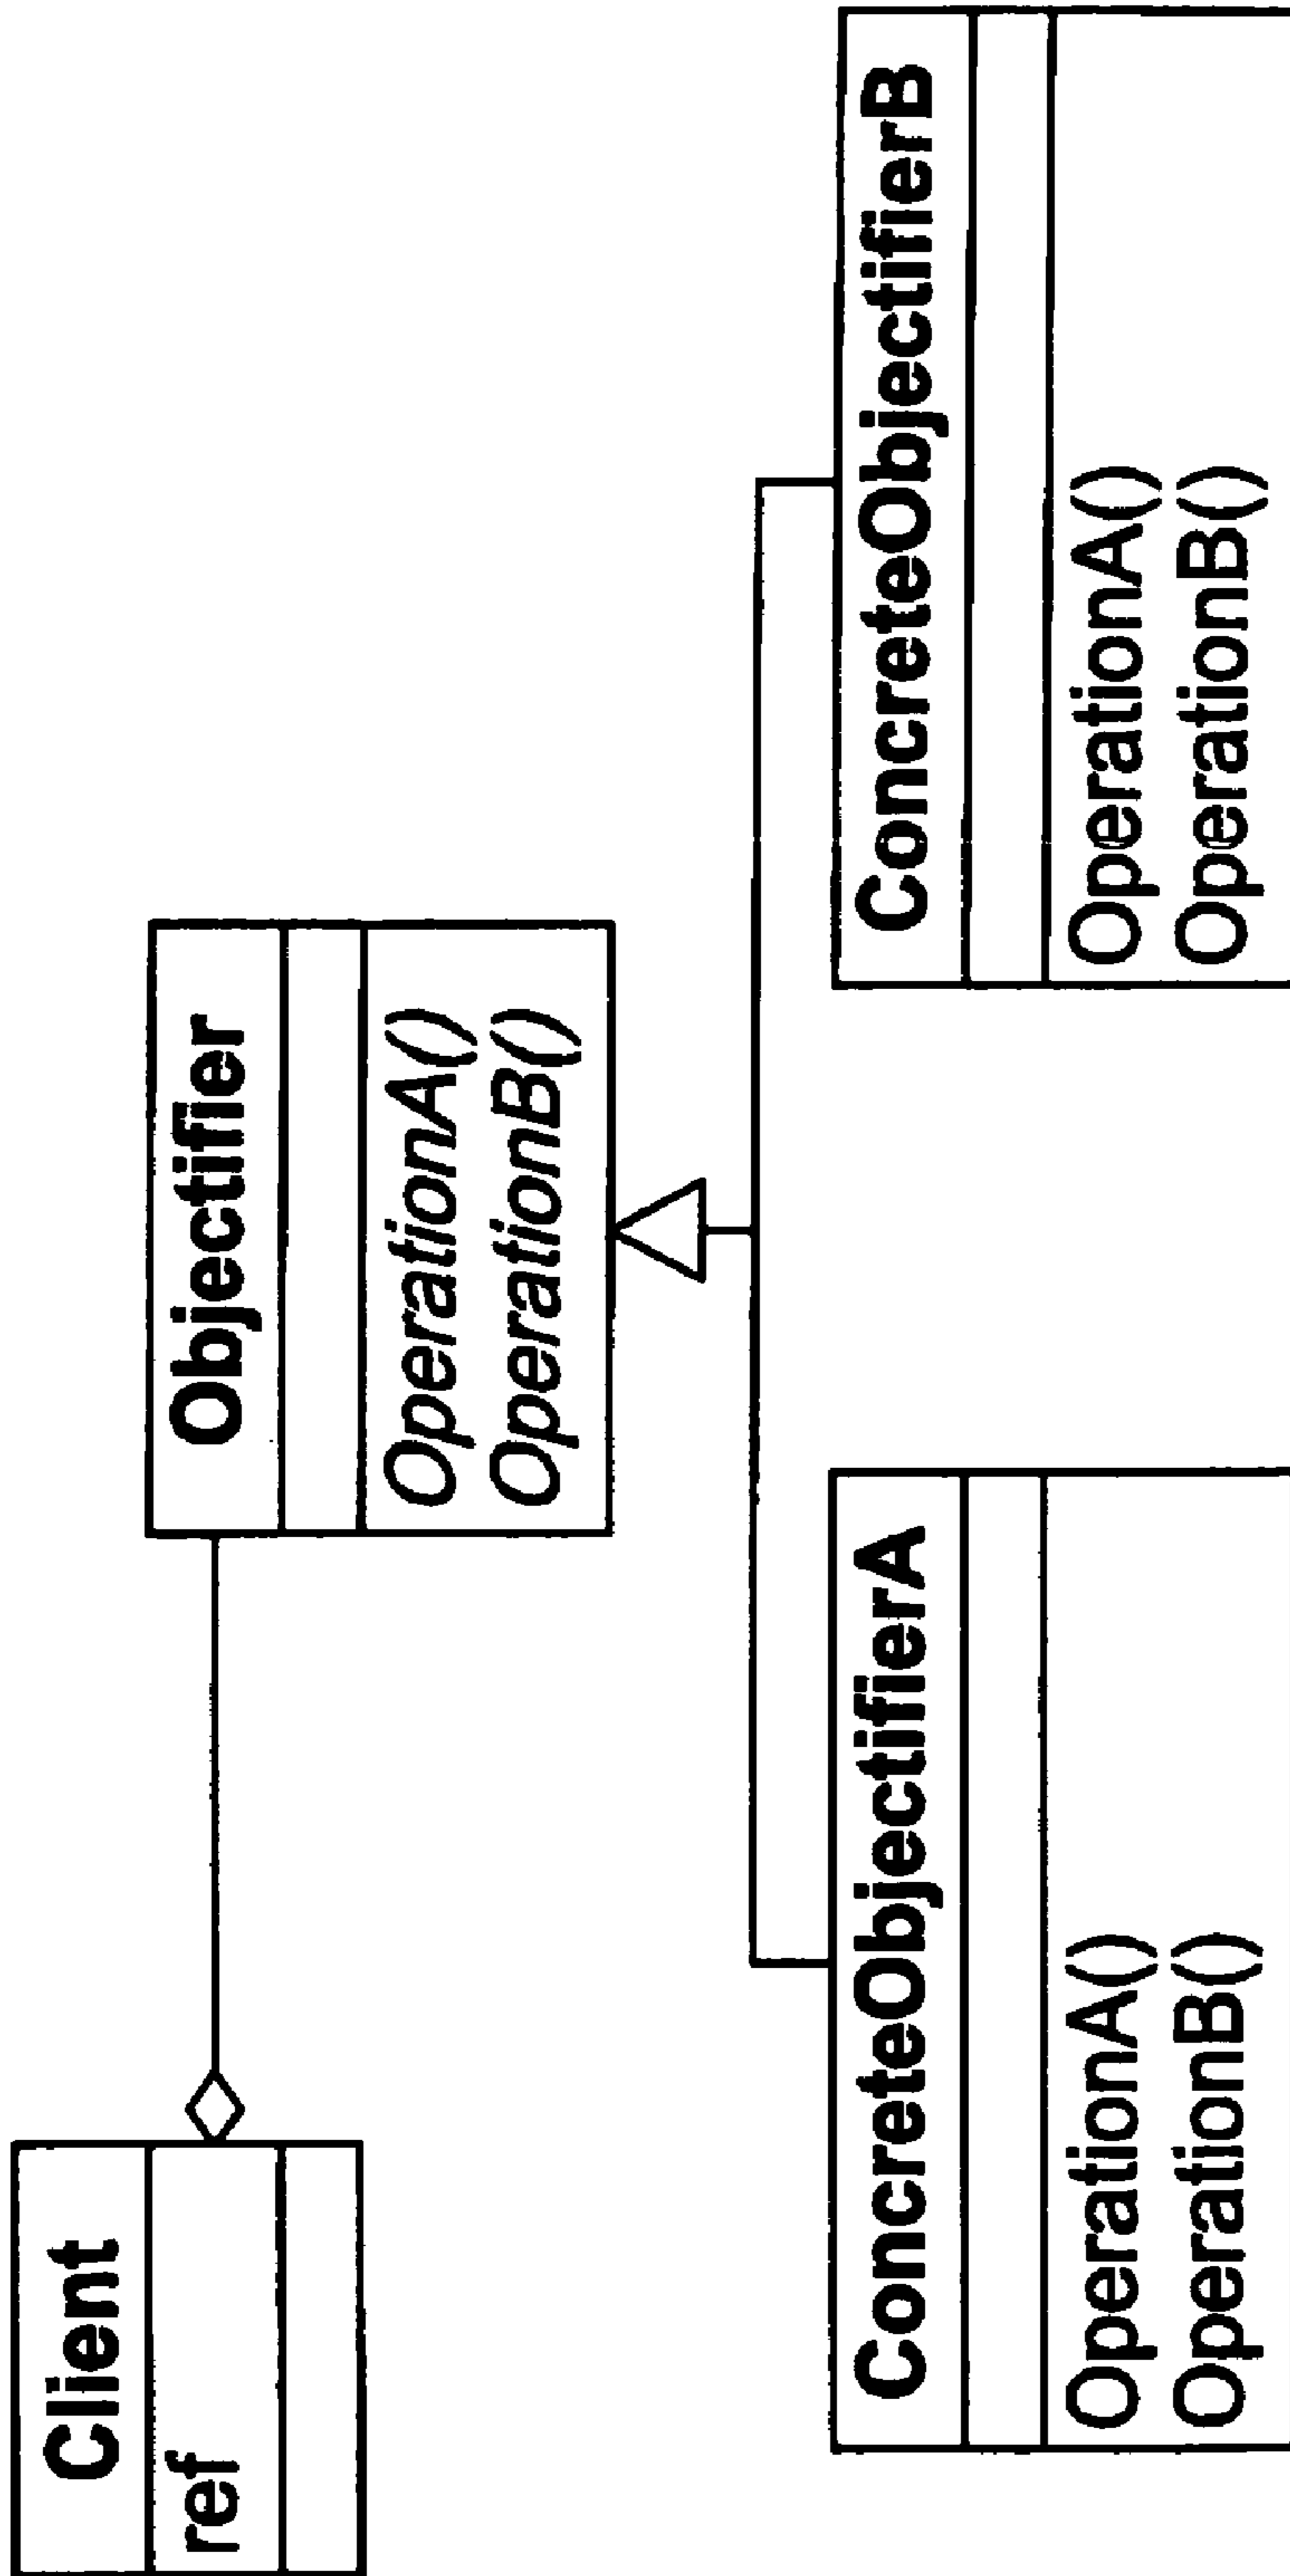 Client
ref
Objectifier
OperationA()
OperationB()
ConcreteObjectifierA
OperationA()
OperationB()
ConcreteObjectifierB
OperationA()
OperationB()